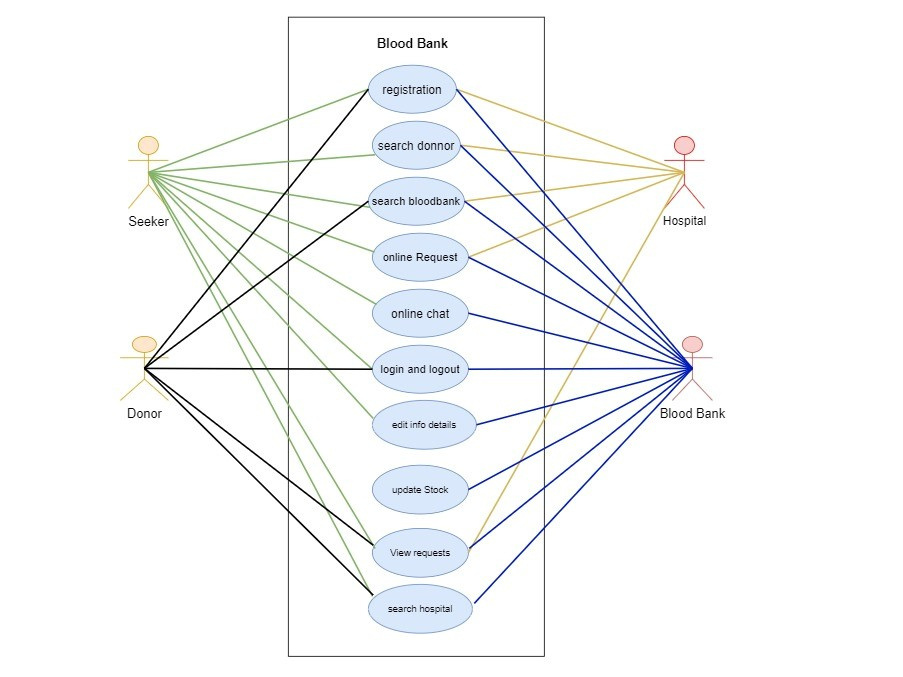 Blood Bank
registration
search donnor
Seeker
search bloodbank
Hospital
online Request
online chat
login and logout
Donor
edit info details
Blood Bank
update Stock
View requests
search hospital